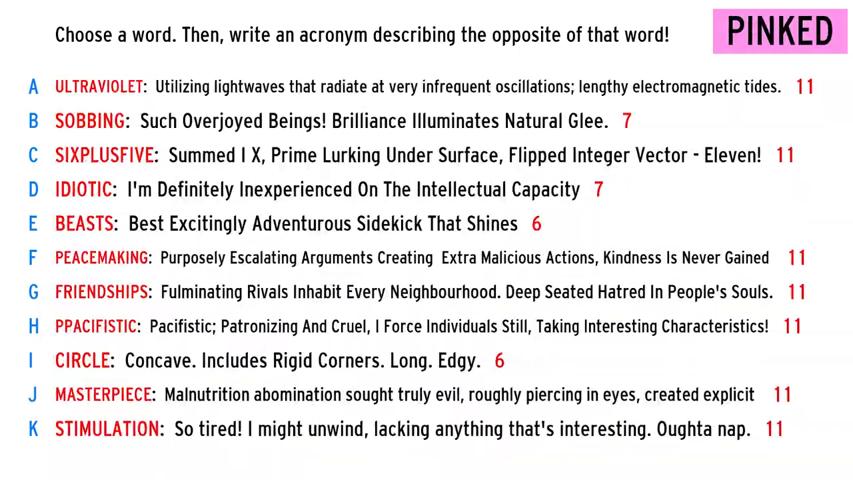 Choose a word. Then, write an acronym describing the opposite of that word! PINKED
A ULTRAVIOLET: Utilizing lightwaves that radiate at very infrequent oscillations; lengthy electromagnetic tides. 11
B SOBBING: Such Overjoyed Beings! Brilliance Illuminates Natural Glee. 7
C SIXPLUSFIVE: Summed I X, Prime Lurking Under Surface, Flipped Integer Vector - Eleven! 11
D IDIOTIC: I'm Definitely Inexperienced On The Intellectual Capacity 7
E BEASTS: Best Excitingly Adventurous Sidekick That Shines 6
F PEACEMAKING: Purposely Escalating Arguments Creating Extra Malicious Actions, Kindness Is Never Gained 11
G FRIENDSHIPS: Fulminating Rivals Inhabit Every Neighbourhood. Deep Seated Hatred In People's Souls. 11
H PPACIFISTIC: Pacifistic; Patronizing And Cruel, I Force Individuals Still, Taking Interesting Characteristics! 11
I CIRCLE: Concave. Includes Rigid Corners. Long. Edgy. 6
J MASTERPIECE: Malnutrition abomination sought truly evil, roughly piercing in eyes, created explicit 11
K STIMULATION: So tired! I might unwind, lacking anything that's interesting. Oughta nap. 11